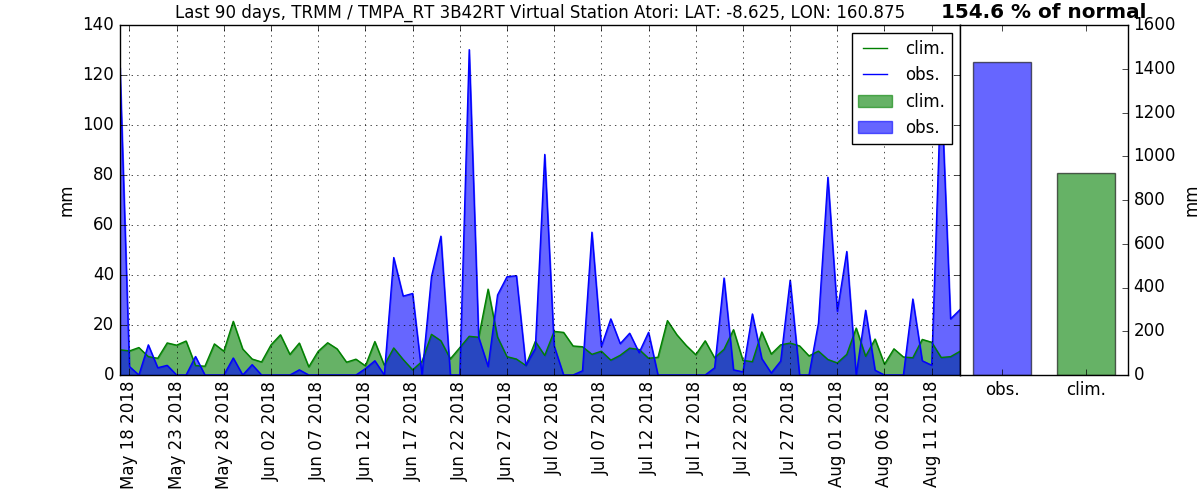 Last 90 days, TRMM / TMPA_RT 3B42RT Virtual Station Atori: LAT: -8.625, LON: 160.875
154.6 % of normal
140
120
100
80
60
40
20
0
mm
clim.
obs.
clim.
obs.
May 18 2018
May 23 2018
May 28 2018
Jun 02 2018
Jun 07 2018
Jun 12 2018
Jun 17 2018
Jun 22 2018
Jun 27 2018
Jul 02 2018
Jul 07 2018
Jul 12 2018
Jul 17 2018
Jul 22 2018
Jul 27 2018
Aug 01 2018
Aug 06 2018
Aug 11 2018
1600
1400
1200
1000
800
600
400
200
0
mm
obs.
clim.